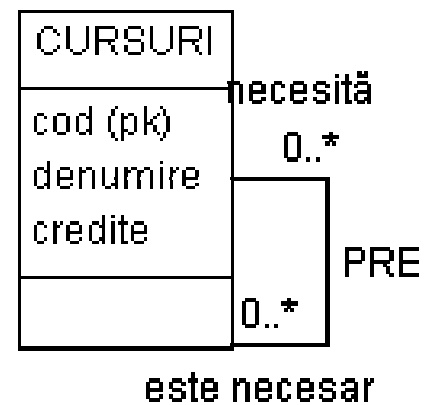 CURSURI
necesită
cod (pk)
0..*
denumire
credite
PRE
0..*
este necesar